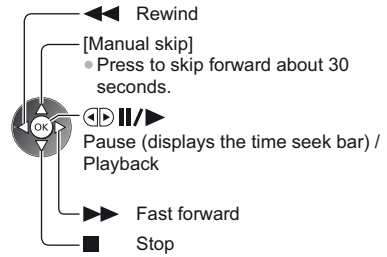 Rewind
[Manual skip]
● Press to skip forward about 30
seconds.
OK
Pause (displays the time seek bar) /
Playback
Fast forward
Stop